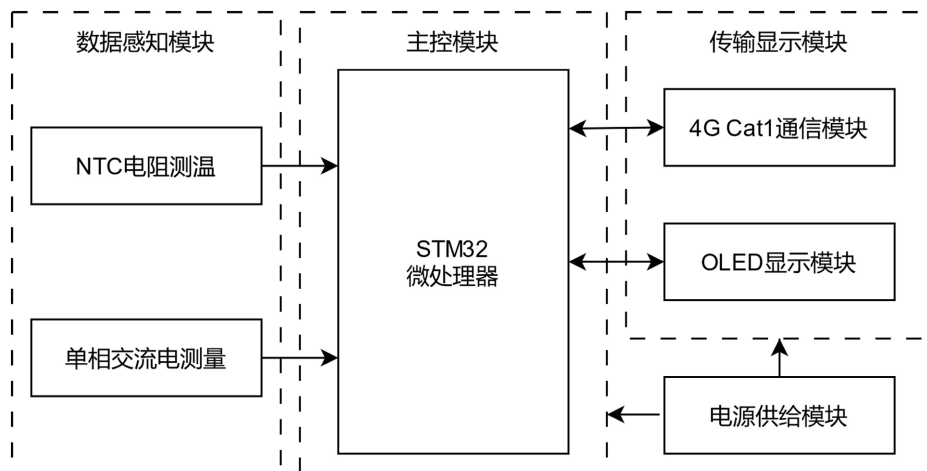 数据感知模块
NTC电阻测温
单相交流电测量
主控模块
STM32
微处理器
传输显示模块
4G Cat1通信模块
OLED显示模块
电源供给模块